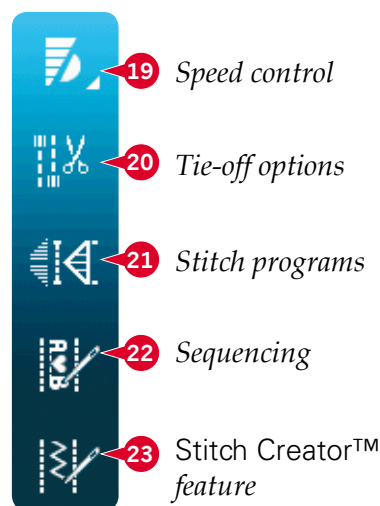 19 Speed control
20 Tie-off options
21 Stitch programs
A♥B
22 Sequencing
23 Stitch Creator™
feature